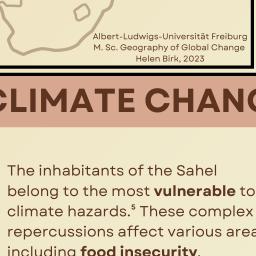 Albert-Ludwigs-Universität Freiburg
M. Sc. Geography of Global Change
Helen Birk, 2023
CLIMATE CHANG
The inhabitants of the Sahel
belong to the most vulnerable to
climate hazards.⁵ These complex
repercussions affect various area
including food insecurity.